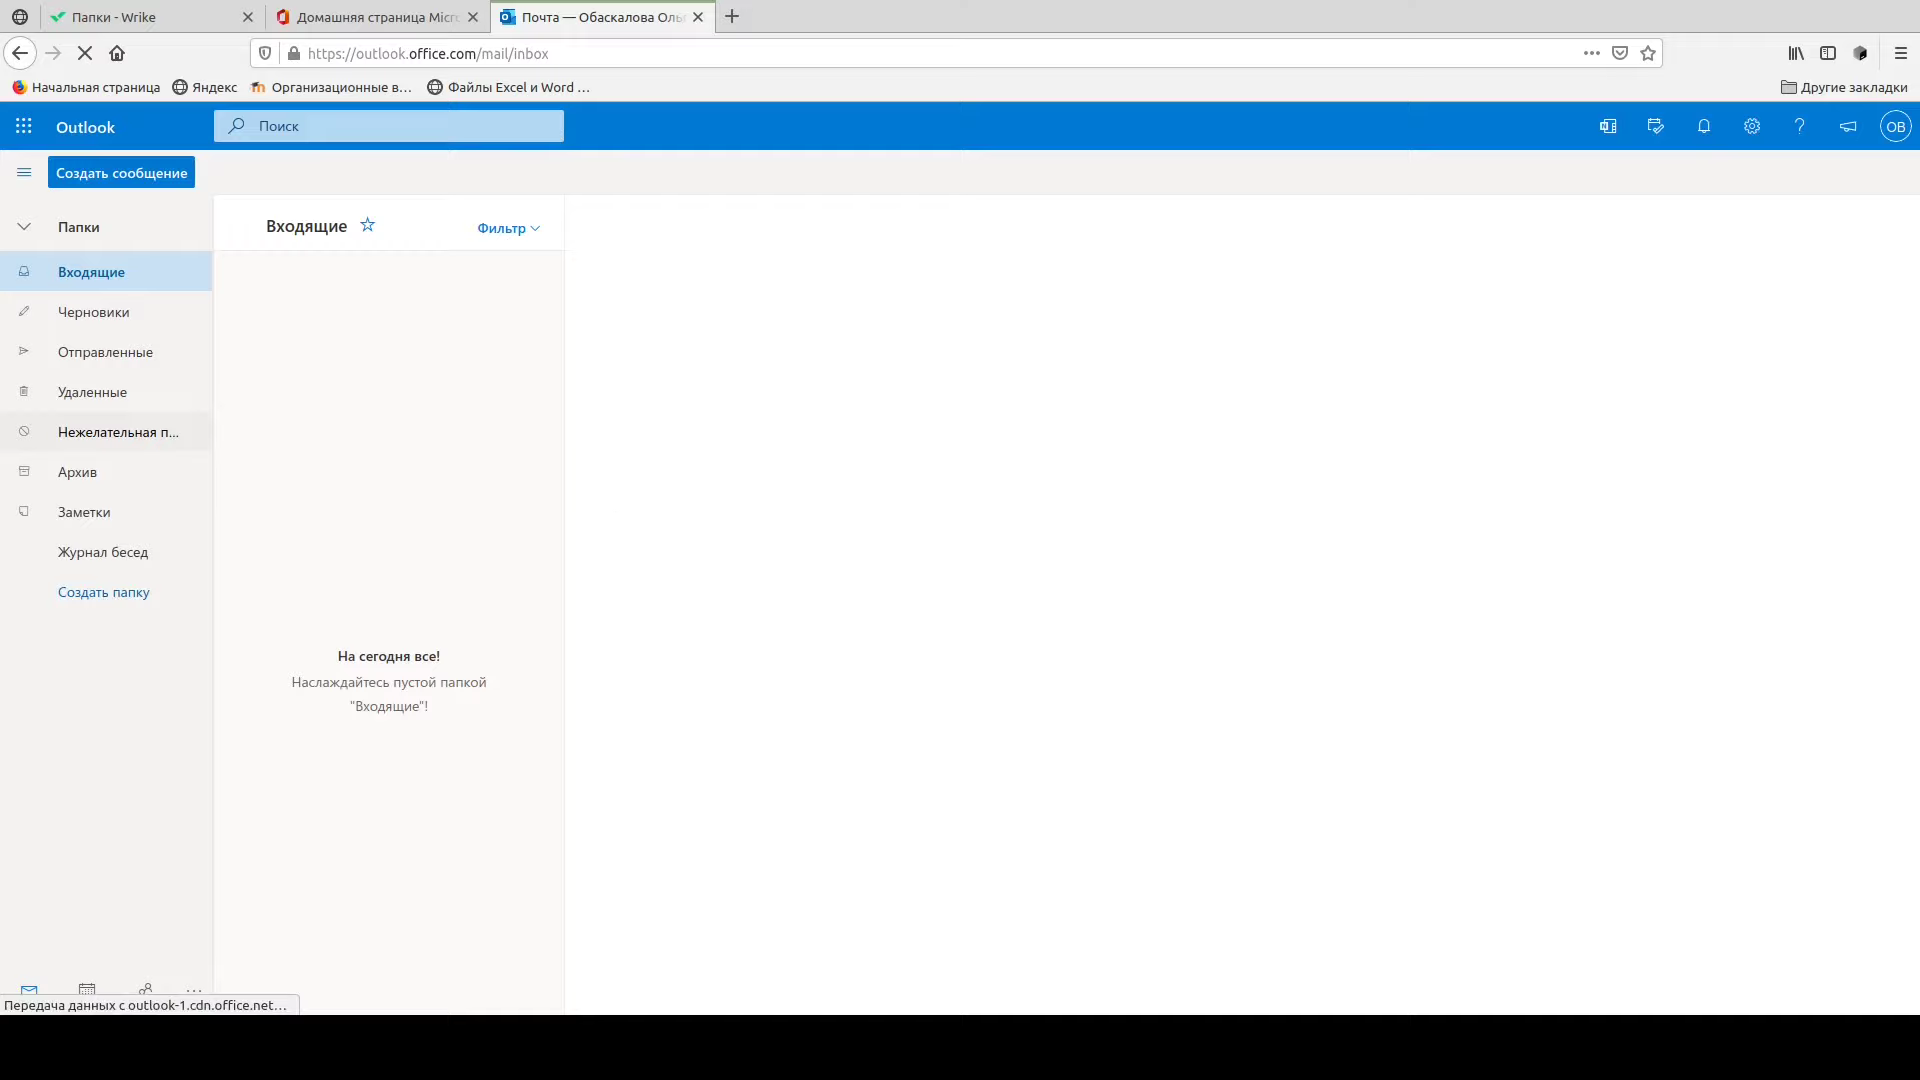 Папки - Wrike
Домашняя страница Micr
Почта — Обаскалова Оль
https://outlook.office.com/mail/inbox
Начальная страница
Яндекс
Организационные в...
Файлы Excel и Word ...
Другие закладки
Outlook
Поиск
ОВ
Создать сообщение
Папки
Входящие
Черновики
Отправленные
Удаленные
Нежелательная п...
Архив
Заметки
Журнал бесед
Создать папку
Входящие
Фильтр
На сегодня все!
Наслаждайтесь пустой папкой
"Входящие"!
Передача данных с outlook-1.cdn.office.net...